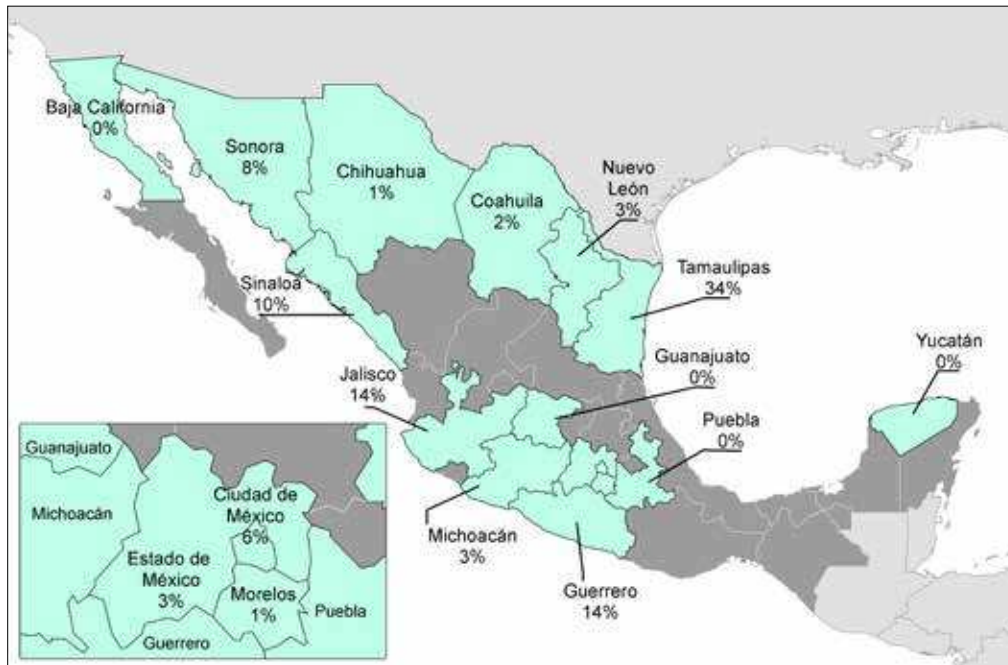 Baja California
0%
Sonora
8%
Chihuahua
1%
Coahuila
2%
Nuevo
León
3%
Tamaulipas
34%
Sinaloa
10%
Guanajuato
0%
Yucatán
0%
Jalisco
14%
Puebla
0%
Michoacán
3%
Guerrero
14%
Guanajuato
Michoacán
Ciudad de
México
6%
Estado de
México
3%
Morelos
1%
Puebla
Guerrero